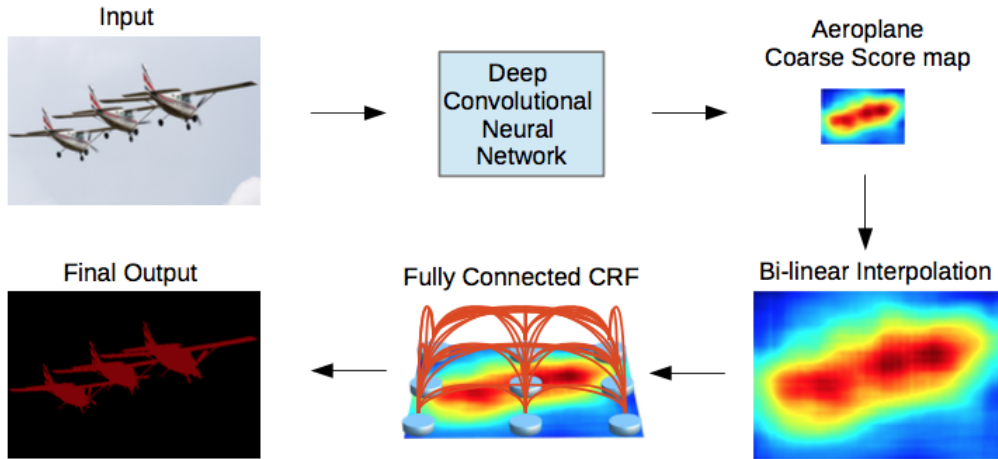 Input
Deep
Convolutional
Neural
Network
Aeroplane
Coarse Score map
Final Output
Fully Connected CRF
Bi-linear Interpolation